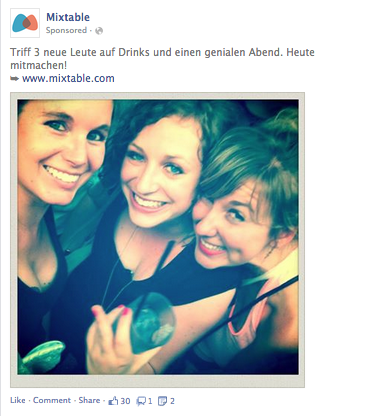 Mixtable
Sponsored ·
Triff 3 neue Leute auf Drinks und einen genialen Abend. Heute
mitmachen!
➥ www.mixtable.com
Like · Comment · Share · 30 1 2